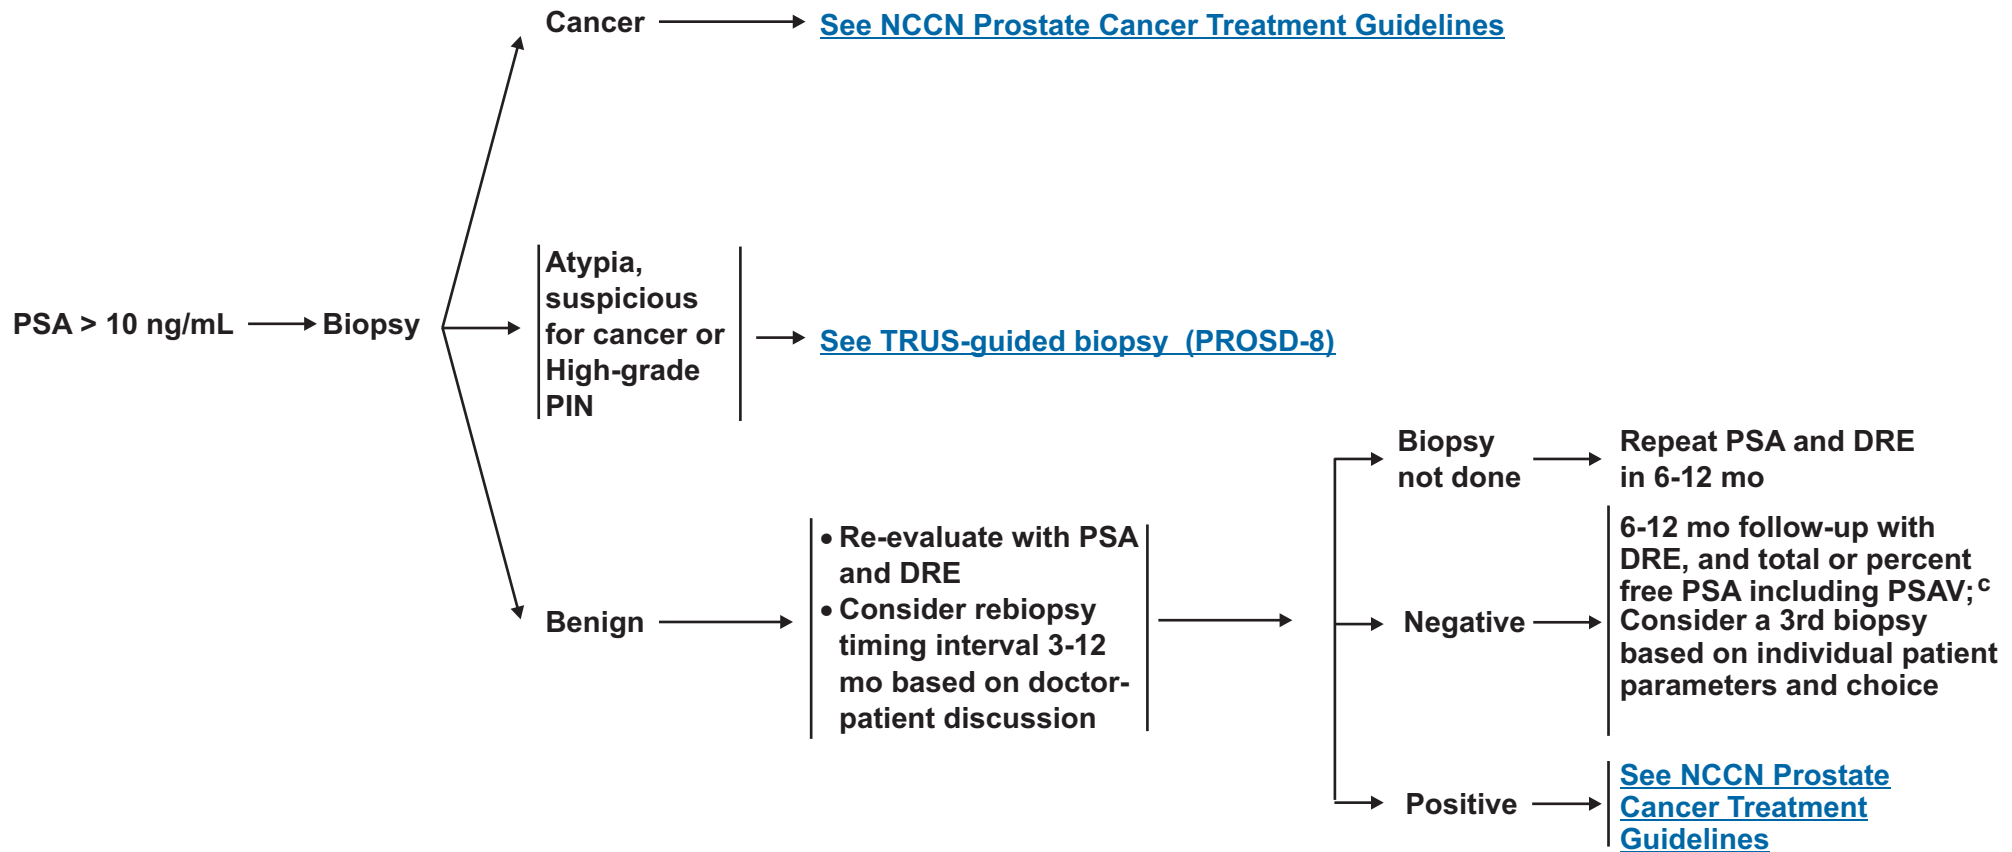 Cancer
See NCCN Prostate Cancer Treatment Guidelines
PSA > 10 ng/mL
Biopsy
Atypia,
suspicious
for cancer or
High-grade
PIN
See TRUS-guided biopsy (PROSD-8)
Benign
• Re-evaluate with PSA
and DRE
• Consider rebiopsy
timing interval 3-12
mo based on doctor-
patient discussion
Biopsy
not done
Repeat PSA and DRE
in 6-12 mo
Negative
6-12 mo follow-up with
DRE, and total or percent
free PSA including PSAV;c
Consider a 3rd biopsy
based on individual patient
parameters and choice
Positive
See NCCN Prostate
Cancer Treatment
Guidelines